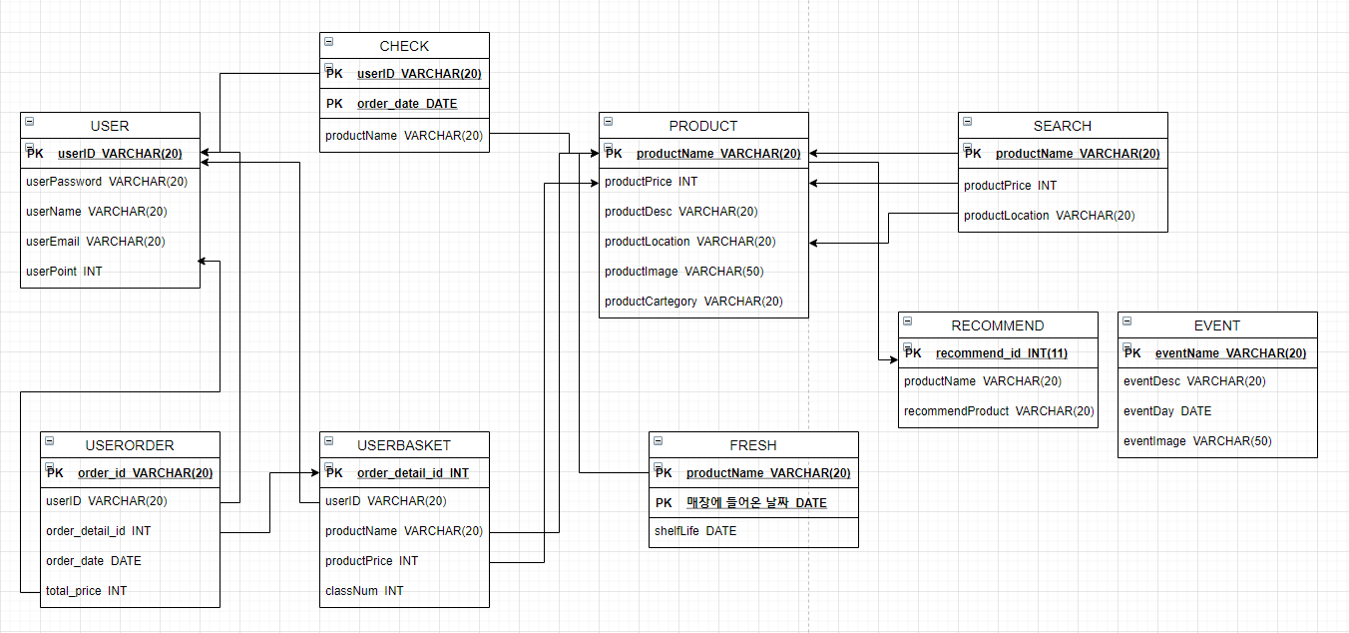 CHECK
PK userID VARCHAR(20)
PK order_date DATE
productName VARCHAR(20)
USER
PK userID VARCHAR(20)
userPassword VARCHAR(20)
userName VARCHAR(20)
userEmail VARCHAR(20)
userPoint INT
PRODUCT
PK productName VARCHAR(20)
productPrice INT
productDesc VARCHAR(20)
productLocation VARCHAR(20)
productImage VARCHAR(50)
productCartegory VARCHAR(20)
SEARCH
PK productName VARCHAR(20)
productPrice INT
productLocation VARCHAR(20)
RECOMMEND
PK recommend_id INT(11)
productName VARCHAR(20)
recommendProduct VARCHAR(20)
EVENT
PK eventName VARCHAR(20)
eventDesc VARCHAR(20)
eventDay DATE
eventImage VARCHAR(50)
USERORDER
PK order_id VARCHAR(20)
userID VARCHAR(20)
order_detail_id INT
order_date DATE
total_price INT
USERBASKET
PK order_detail_id INT
userID VARCHAR(20)
productName VARCHAR(20)
productPrice INT
classNum INT
FRESH
PK productName VARCHAR(20)
PK 매장에 들어온 날짜 DATE
shelfLife DATE